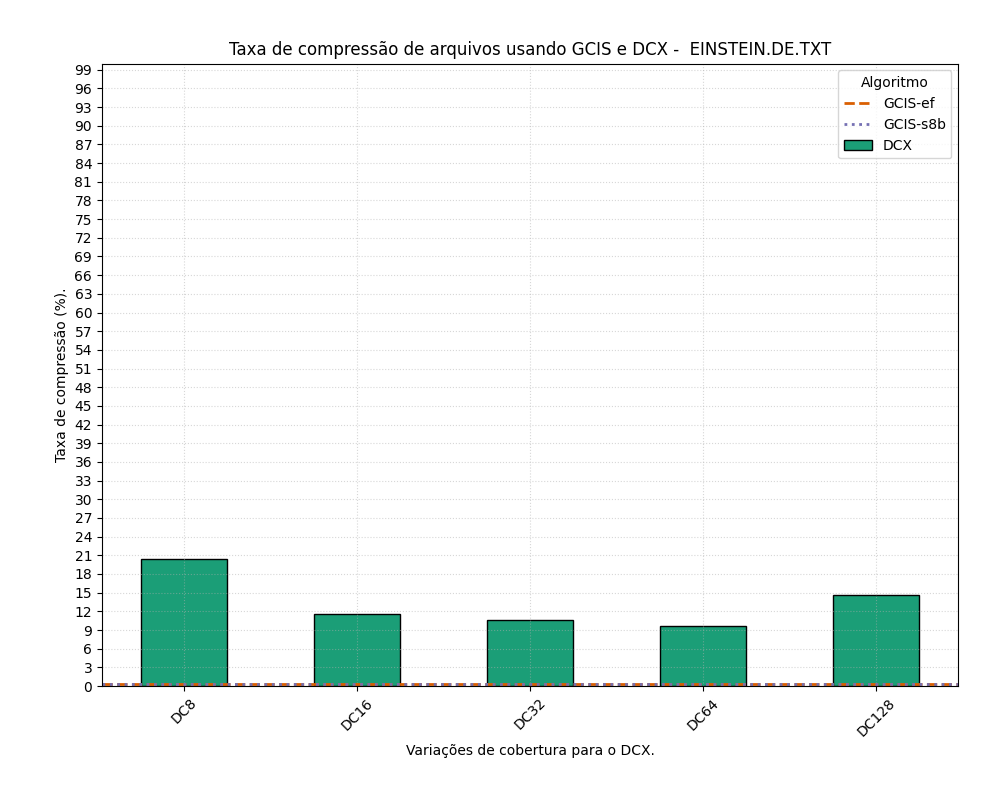 Taxa de compressão de arquivos usando GCIS e DCX -  EINSTEIN.DE.TXT
Algoritmo
GCIS-ef
GCIS-s8b
DCX
Taxa de compressão (%).
99
96
93
90
87
84
81
78
75
72
69
66
63
60
57
54
51
48
45
42
39
36
33
30
27
24
21
18
15
12
9
6
3
0
DC8
DC16
DC32
DC64
DC128
Variações de cobertura para o DCX.